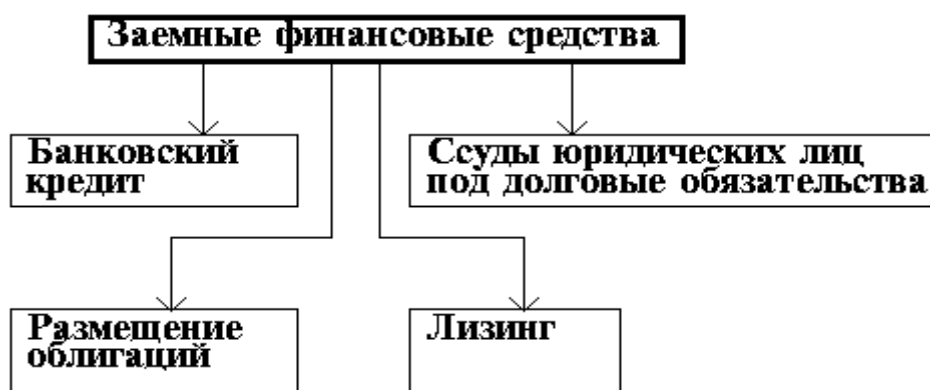 Заемные финансовые средства
Банковский
кредит
Ссуды юридических лиц
под долговые обязательства
Размещение
облигаций
Лизинг